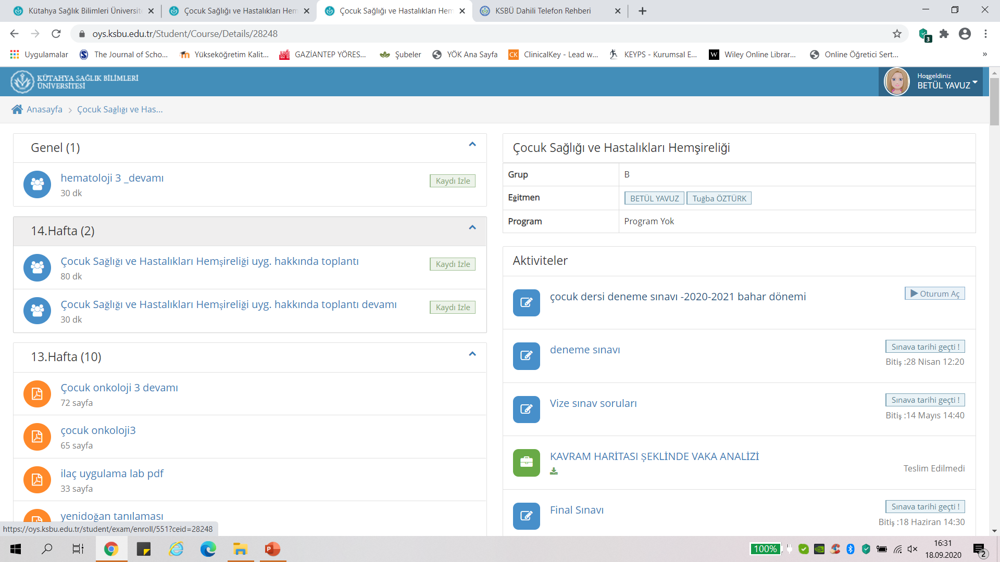 Kütahya Sağlık Bilimleri Üniversite
Çocuk Sağlığı ve Hastalıkları Hem
Çocuk Sağlığı ve Hastalıkları Hem
KSBÜ Dahili Telefon Rehberi
oys.ksbu.edu.tr/Student/Course/Details/28248
3
Uygulamalar
The Journal of Scho...
Yükseköğretim Kalit...
GAZİANTEP YÖRES...
Şubeler
YÖK Ana Sayfa
CK
ClinicalKey - Lead w...
KEYPS - Kurumsal E...
W
Wiley Online Librar...
Online Öğretici Sert...
»
KÜTAHYA SAĞLIK BİLİMLERİ
ÜNİVERSİTESİ
Hoşgeldiniz
BETÜL YAVUZ
Anasayfa > Çocuk Sağlığı ve Has...
Genel (1)
hematoloji 3 _devamı
30 dk
Kaydı İzle
14.Hafta (2)
Çocuk Sağlığı ve Hastalıkları Hemşireliği uyg. hakkında toplantı
80 dk
Kaydı İzle
Çocuk Sağlığı ve Hastalıkları Hemşireliği uyg. hakkında toplantı devamı
30 dk
Kaydı İzle
13.Hafta (10)
Çocuk onkoloji 3 devamı
72 sayfa
çocuk onkoloji3
65 sayfa
ilaç uygulama lab pdf
33 sayfa
yenidoğan tanılaması
Çocuk Sağlığı ve Hastalıkları Hemşireliği
Grup B
Eğitmen BETÜL YAVUZ Tuğba ÖZTÜRK
Program Program Yok
Aktiviteler
çocuk dersi deneme sınavı -2020-2021 bahar dönemi
Oturum Aç
deneme sınavı
Sınava tarihi geçti !
Bitiş :28 Nisan 12:20
Vize sınav soruları
Sınava tarihi geçti !
Bitiş :14 Mayıs 14:40
KAVRAM HARİTASI ŞEKLİNDE VAKA ANALİZİ
Teslim Edilmedi
Final Sınavı
Sınava tarihi geçti !
Bitiş :18 Haziran 14:30
https://oys.ksbu.edu.tr/student/exam/enroll/551?ceid=28248
100%
16:31
18.09.2020
2